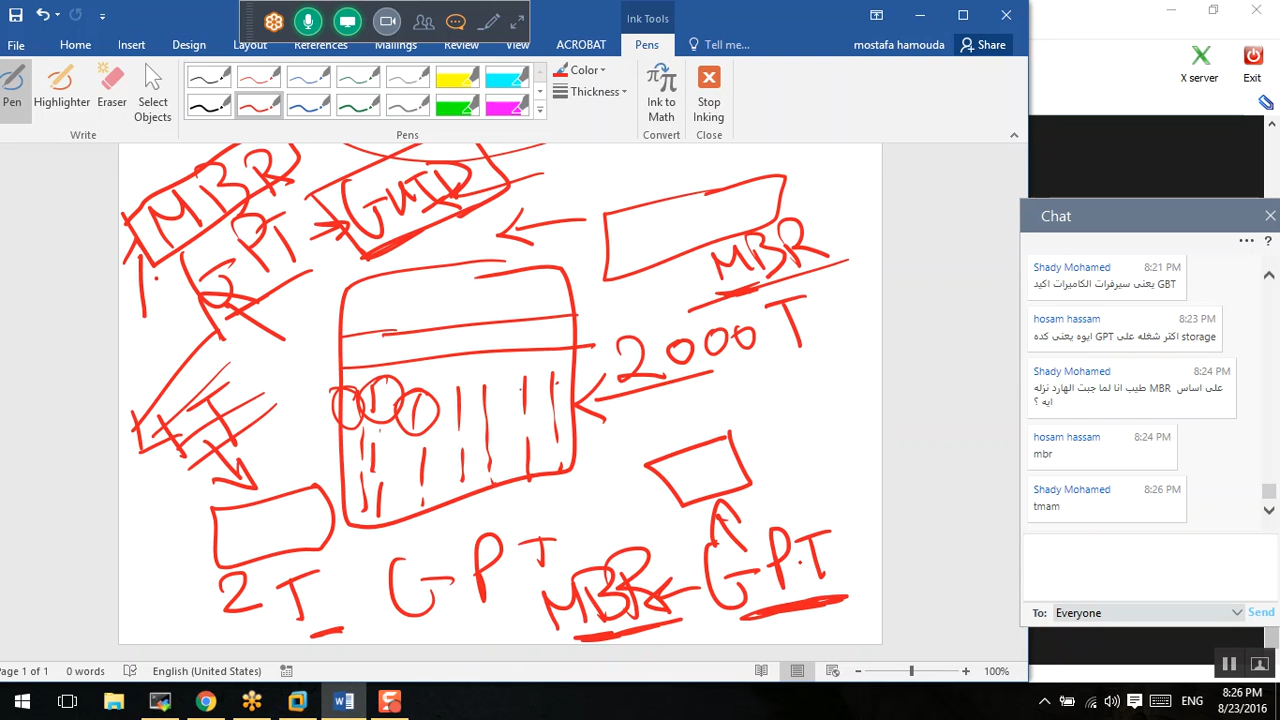 Ink Tools
File
Home
Insert
Design
Layout
References
Mailings
Review
View
ACROBAT
Pens
Tell me...
mostafa hamouda
Share
Pen
Highlighter
Eraser
Select
Objects
Color
Thickness
Ink to
Math
Stop
Inking
Write
Pens
Convert
Close
X server
Exit
MBR
GUID
MBR
2000 T
4T
2 T
G P T
MBR
GPT
Chat
Shady Mohamed 8:21 PM
GBT يعنى سيرفرات الكاميرات اكيد
hosam hassam 8:23 PM
storage اكتر شغله على GPT ايوه يعنى كده
Shady Mohamed 8:24 PM
على اساس MBR طيب انا لما جبت الهارد نزله
ايه ؟
hosam hassam 8:24 PM
mbr
Shady Mohamed 8:26 PM
tmam
To: Everyone Send
Page 1 of 1 0 words English (United States) 100%
ENG
8:26 PM
8/23/2016